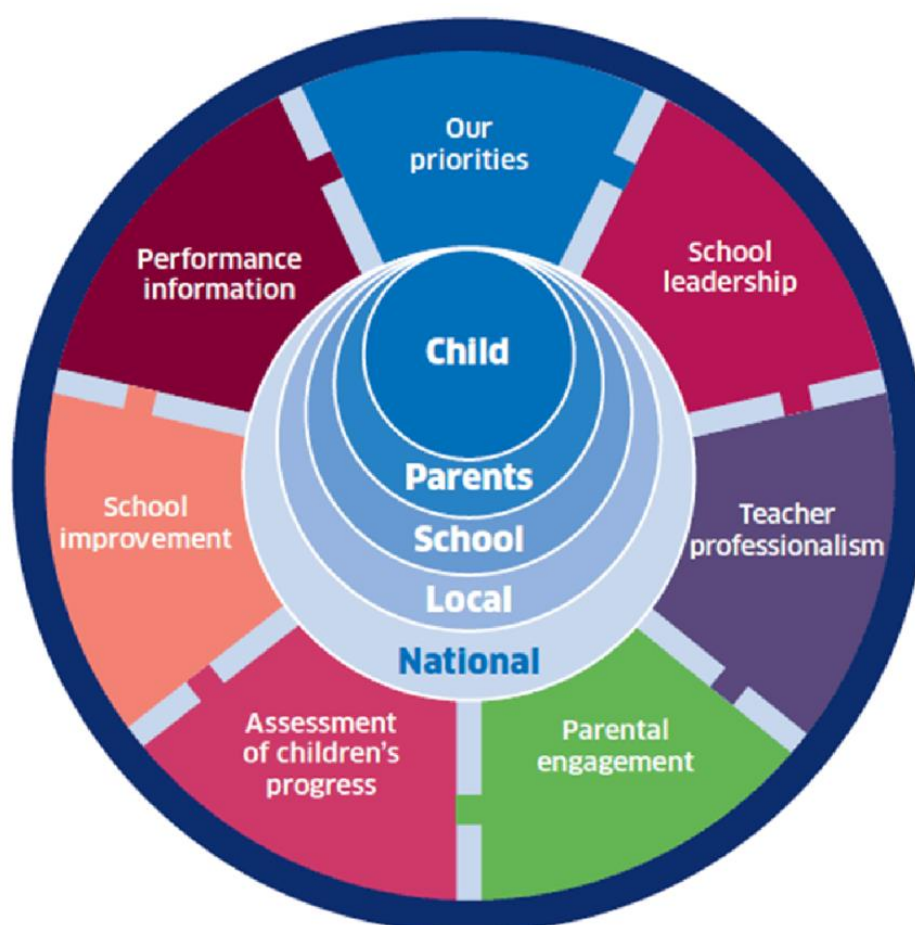 Our
priorities
School
leadership
Teacher
professionalism
Parental
engagement
Assessment
of children's
progress
School
improvement
Performance
information
Child
Parents
School
Local
National